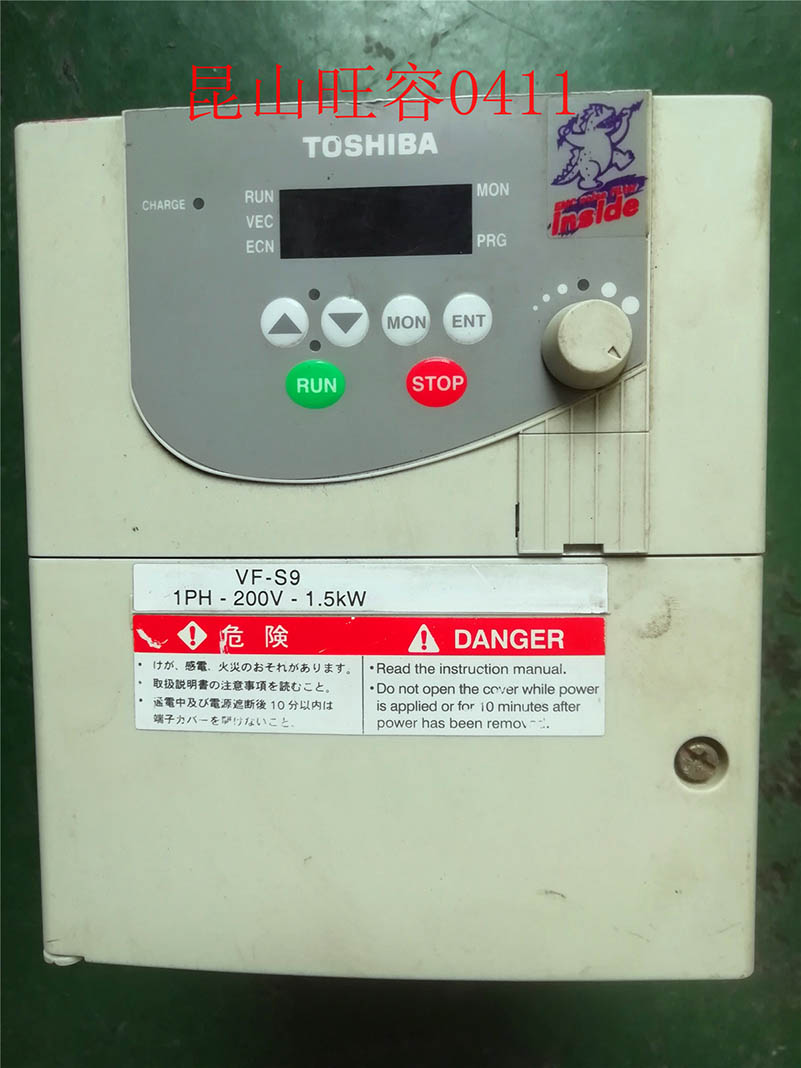 昆山旺容0411
TOSHIBA
CHARGE
RUN
MON
VEC
ECN
PRG
inside
MON
ENT
RUN
STOP
VF-S9
1PH - 200V - 1.5kW
危険
・けが、感電、火災のおそれがあります。
・取扱説明書の注意事項を読むこと。
・通電中及び電源遮断後10分以内は
端子カバーを開けないこと。
DANGER
•Read the instruction manual.
•Do not open the cover while power
is applied or for 10 minutes after
power has been removed.